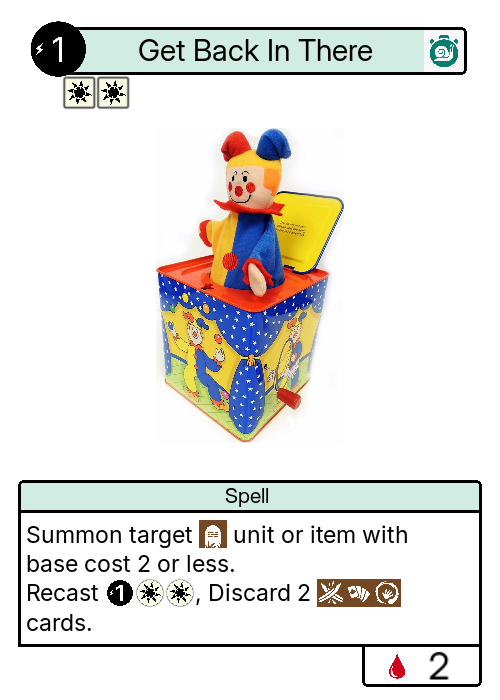 1 Get Back In There
Spell
Summon target unit or item with
base cost 2 or less.
Recast 1, Discard 2
cards.
2